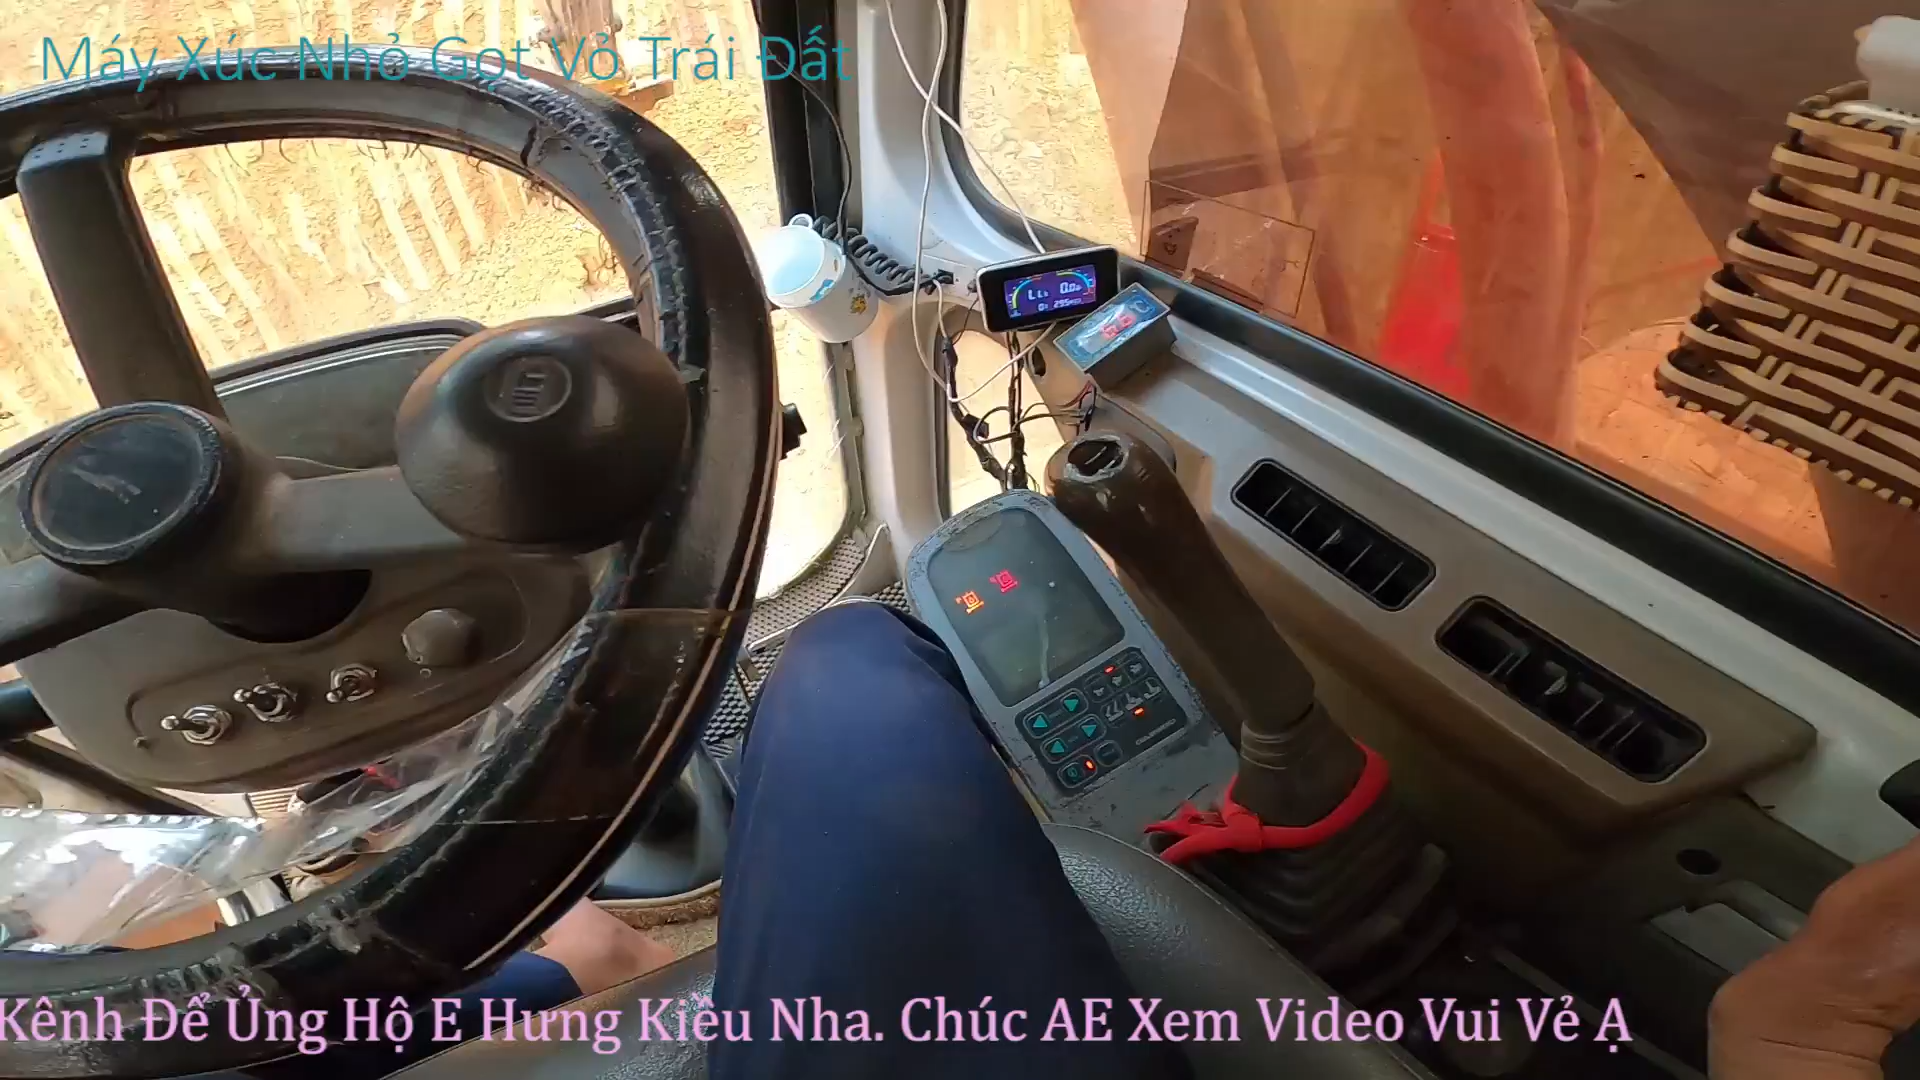 Máy Xúc Nhỏ Gọt Vỏ Trái Đất
Kênh Để Ủng Hộ E Hưng Kiều Nha. Chúc AE Xem Video Vui Vẻ Ạ